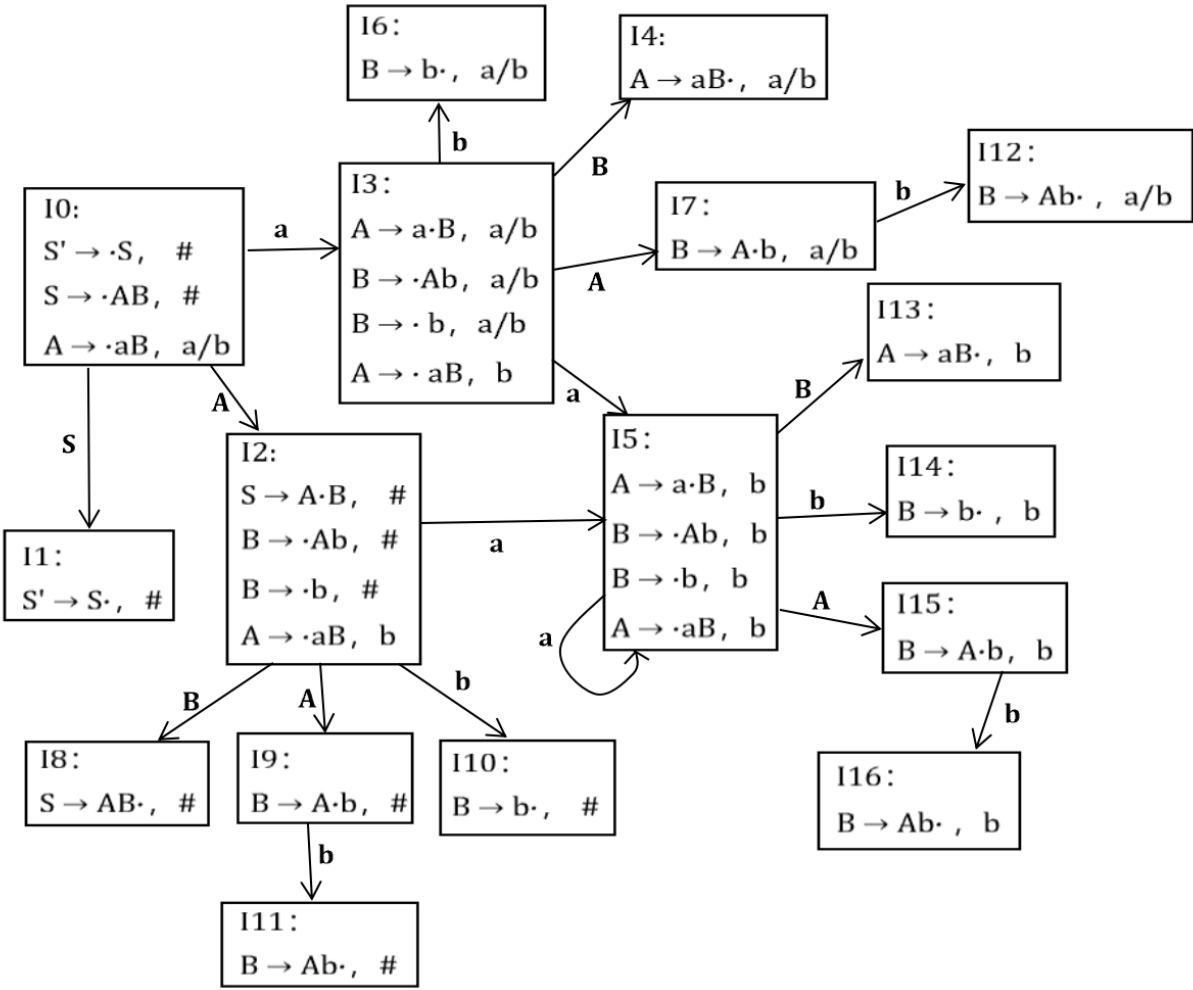 I6:
B → b·, a/b
I4:
A → aB·, a/b
b
B
I12:
B → Ab· , a/b
I3:
A → a·B, a/b
B → ·Ab, a/b
B → · b, a/b
A → · aB, b
b
I7:
B → A·b, a/b
I0:
S' → ·S, #
S → ·AB, #
A → ·aB, a/b
a
A
I13:
A → aB·, b
a
B
A
S
I2:
S → A·B, #
B → ·Ab, #
B → ·b, #
A → ·aB, b
a
I5:
A → a·B, b
B → ·Ab, b
B → ·b, b
A → ·aB, b
b
I14:
B → b· , b
I1:
S' → S·, #
a
A
I15:
B → A·b, b
B
A
b
b
I8:
S → AB·, #
I9:
B → A·b, #
I10:
B → b·, #
I16:
B → Ab· , b
b
I11:
B → Ab·, #